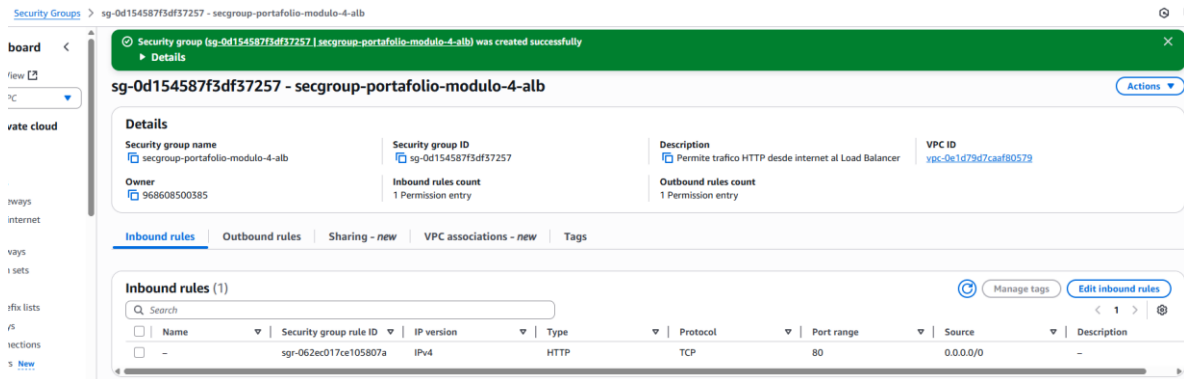 Security Groups > sg-0d154587f3df37257 - secgroup-portafolio-modulo-4-alb
Security group (sg-0d154587f3df37257 | secgroup-portafolio-modulo-4-alb) was created successfully
Details
sg-0d154587f3df37257 - secgroup-portafolio-modulo-4-alb
Actions
Details
Security group name
secgroup-portafolio-modulo-4-alb
Security group ID
sg-0d154587f3df37257
Description
Permite trafico HTTP desde internet al Load Balancer
VPC ID
vpc-0e1d79d7caaf80579
Owner
968608500385
Inbound rules count
1 Permission entry
Outbound rules count
1 Permission entry
Inbound rules
Outbound rules
Sharing - new
VPC associations - new
Tags
Inbound rules (1)
Manage tags
Edit inbound rules
Search
1
Name Security group rule ID IP version Type Protocol Port range Source Description
– sgr-062ec017ce105807a IPv4 HTTP TCP 80 0.0.0.0/0 –
board
vate cloud
eways
internet
ways
sets
efix lists
nections
New